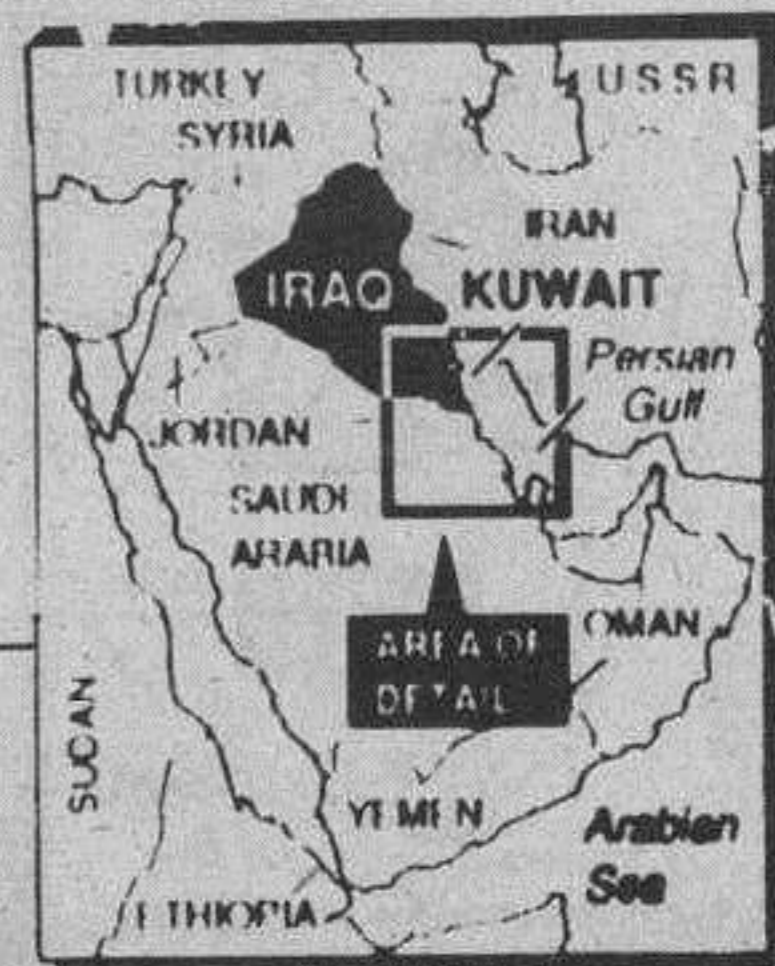 TURKEY
USSR
SYRIA
IRAN
IRAQ
KUWAIT
Persian
Gulf
JORDAN
SAUDI
ARABIA
OMAN
AREA OF
DETAIL
SUDAN
YEMEN
Arabian
Sea
ETHIOPIA